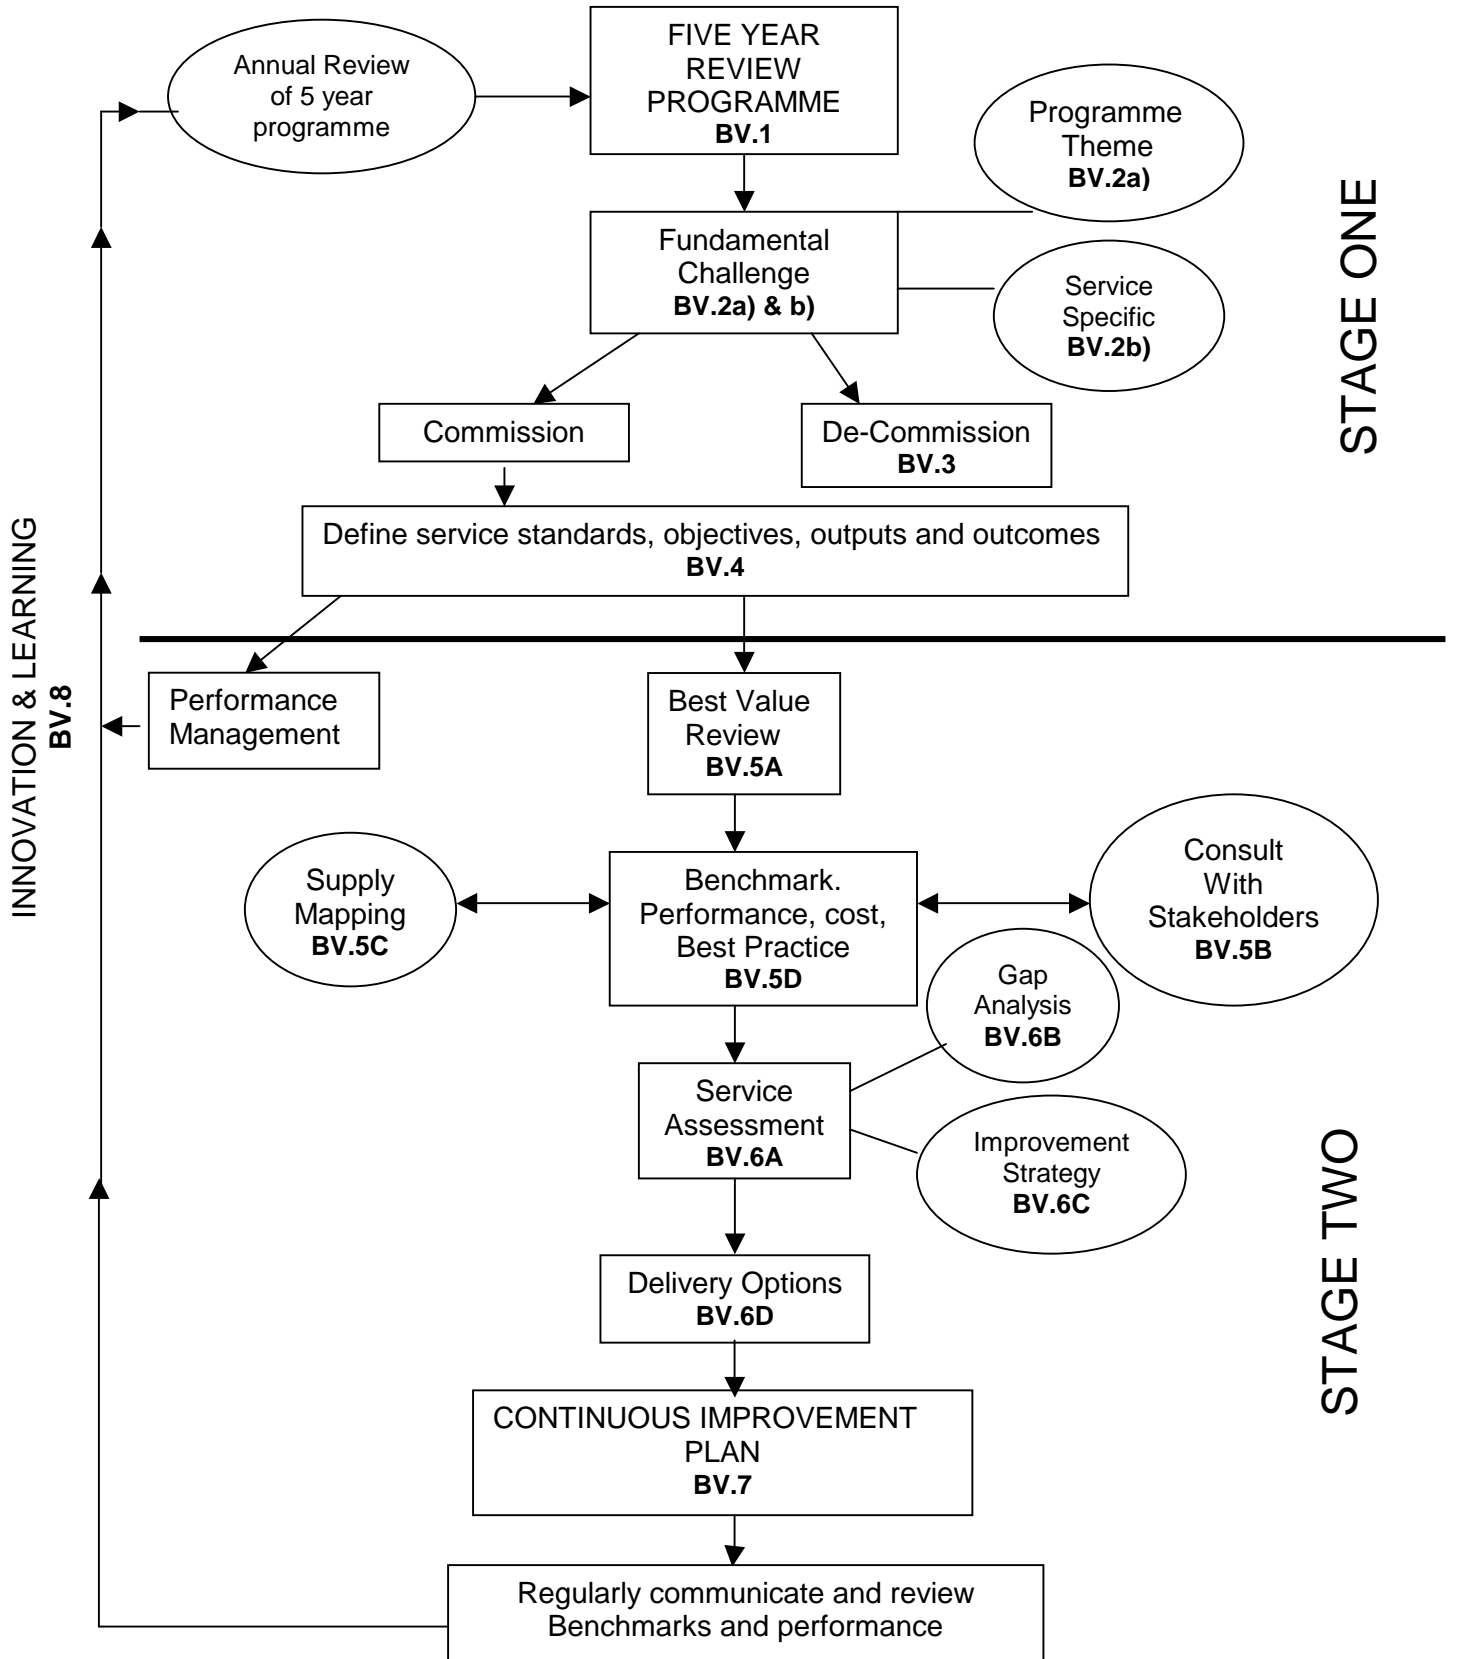 Annual Review
of 5 year
programme
FIVE YEAR
REVIEW
PROGRAMME
BV.1
Programme
Theme
BV.2a)
Fundamental
Challenge
BV.2a) & b)
Service
Specific
BV.2b)
STAGE ONE
Commission
De-Commission
BV.3
Define service standards, objectives, outputs and outcomes
BV.4
INNOVATION & LEARNING
BV.8
Performance
Management
Best Value
Review
BV.5A
Supply
Mapping
BV.5C
Benchmark.
Performance, cost,
Best Practice
BV.5D
Consult
With
Stakeholders
BV.5B
Gap
Analysis
BV.6B
Service
Assessment
BV.6A
Improvement
Strategy
BV.6C
STAGE TWO
Delivery Options
BV.6D
CONTINUOUS IMPROVEMENT
PLAN
BV.7
Regularly communicate and review
Benchmarks and performance